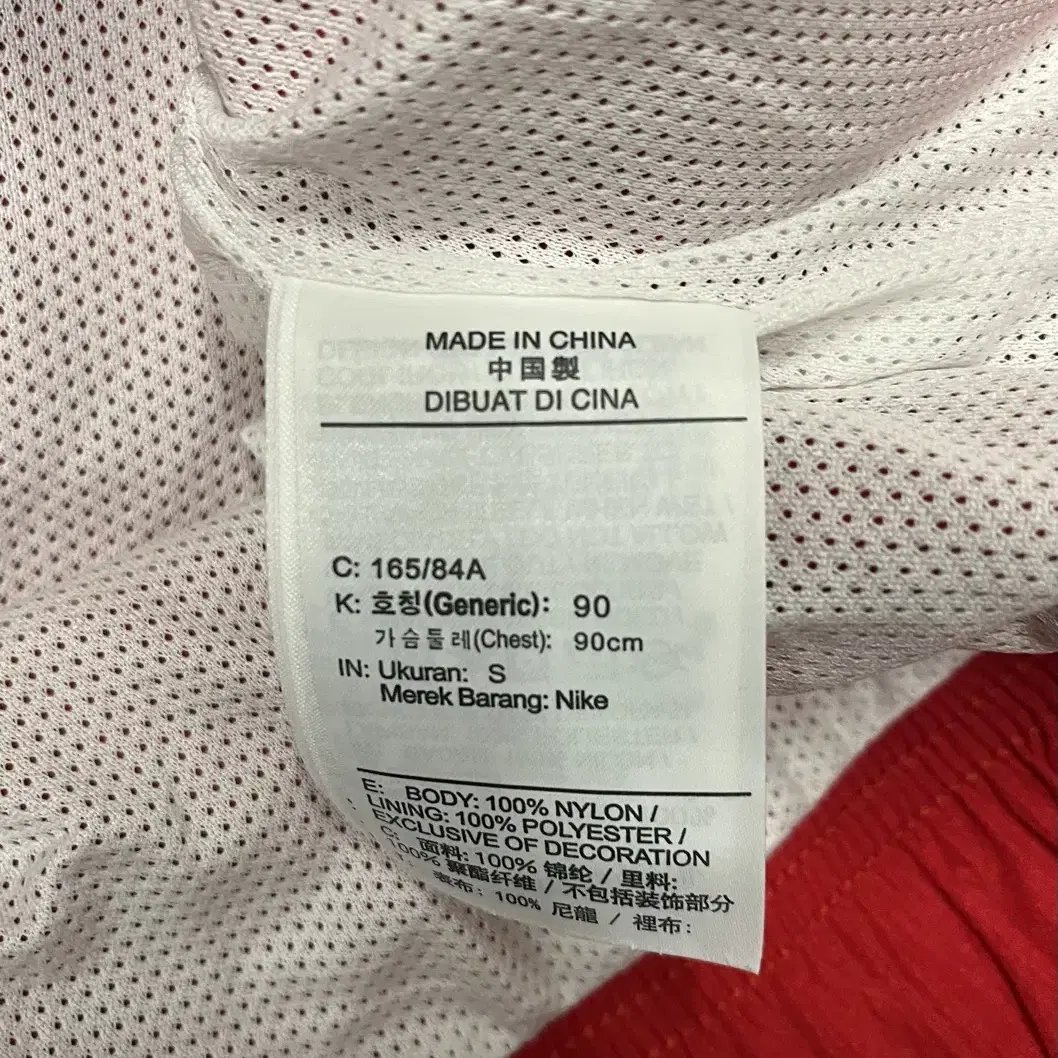 MADE IN CHINA
中国製
DIBUAT DI CINA
C: 165/84A
K: 호칭(Generic): 90
가슴둘레(Chest): 90cm
IN: Ukuran: S
Merek Barang: Nike
E: BODY: 100% NYLON /
LINING: 100% POLYESTER /
EXCLUSIVE OF DECORATION
C: 面料: 100% 锦纶 / 里料:
100% 聚酯纤维 / 不包括装饰部分
表布: 100% 尼龍 / 裡布: